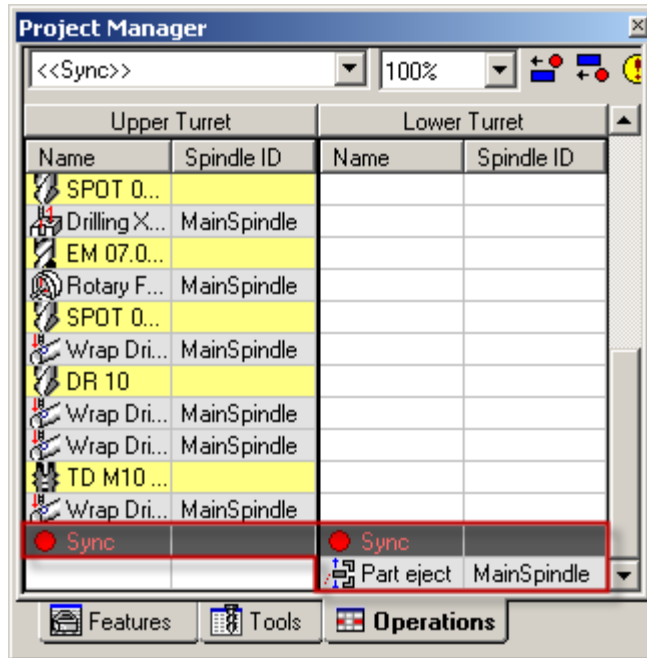 Project Manager
<<Sync>> 100%
Upper Turret Lower Turret
Name Spindle ID Name Spindle ID
SPOT 0...
Drilling X... MainSpindle
EM 07.0...
Rotary F... MainSpindle
SPOT 0...
Wrap Dri... MainSpindle
DR 10
Wrap Dri... MainSpindle
Wrap Dri... MainSpindle
TD M10 ...
Wrap Dri... MainSpindle
Sync Sync
Part eject MainSpindle
Features Tools Operations